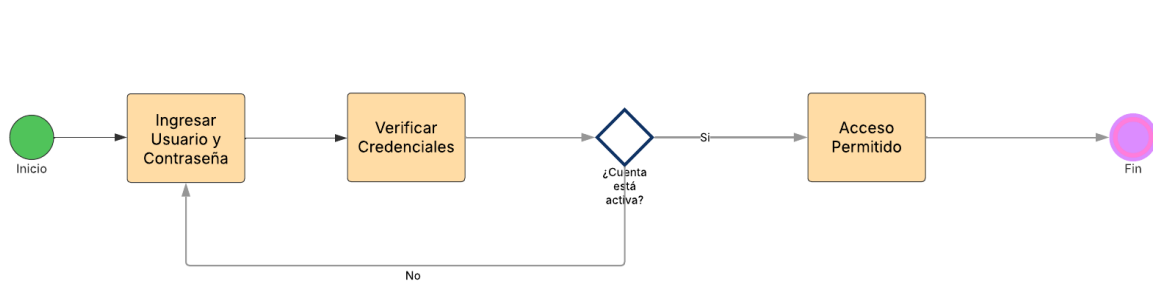 Inicio
Ingresar
Usuario y
Contraseña
Verificar
Credenciales
¿Cuenta
está
activa?
Si
No
Acceso
Permitido
Fin